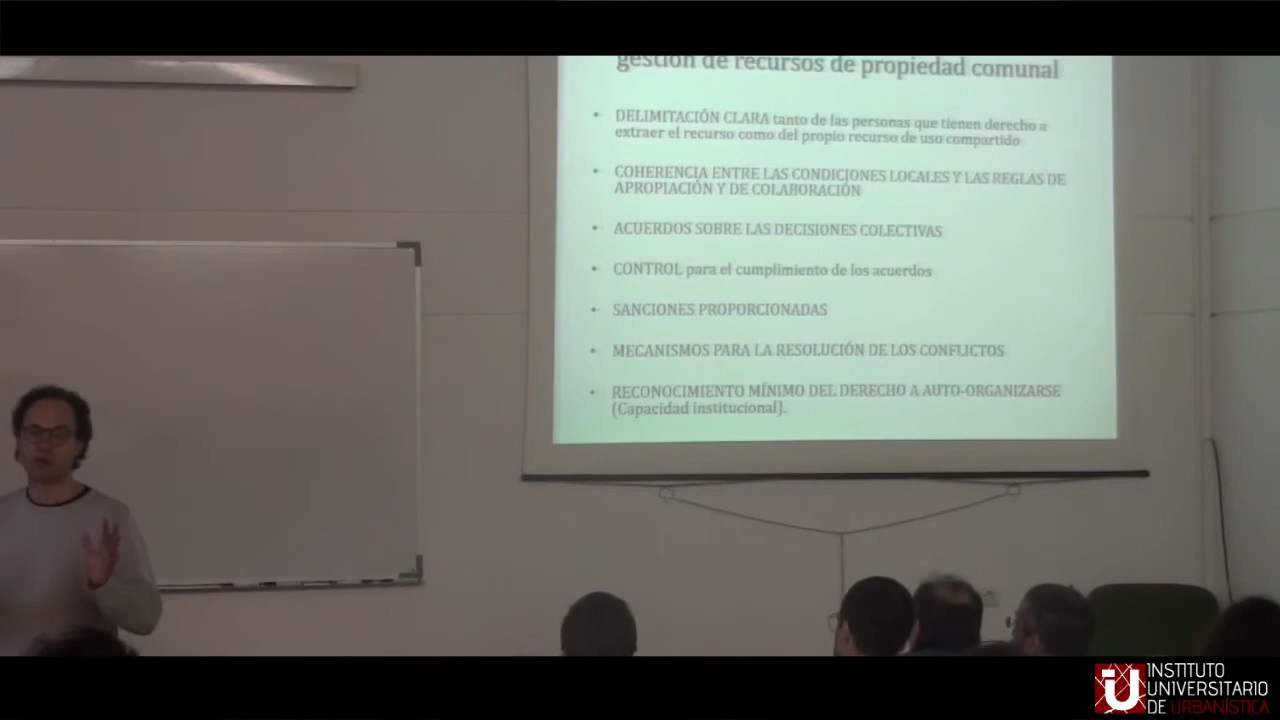 gestión de recursos de propiedad comunal
• DELIMITACIÓN CLARA tanto de las personas que tienen derecho a
extraer el recurso como del propio recurso de uso compartido
• COHERENCIA ENTRE LAS CONDICIONES LOCALES Y LAS REGLAS DE
APROPIACIÓN Y DE COLABORACIÓN
• ACUERDOS SOBRE LAS DECISIONES COLECTIVAS
• CONTROL para el cumplimiento de los acuerdos
• SANCIONES PROPORCIONADAS
• MECANISMOS PARA LA RESOLUCIÓN DE LOS CONFLICTOS
• RECONOCIMIENTO MÍNIMO DEL DERECHO A AUTO-ORGANIZARSE
(Capacidad institucional).
iU INSTITUTO
UNIVERSITARIO
DE URBANÍSTICA